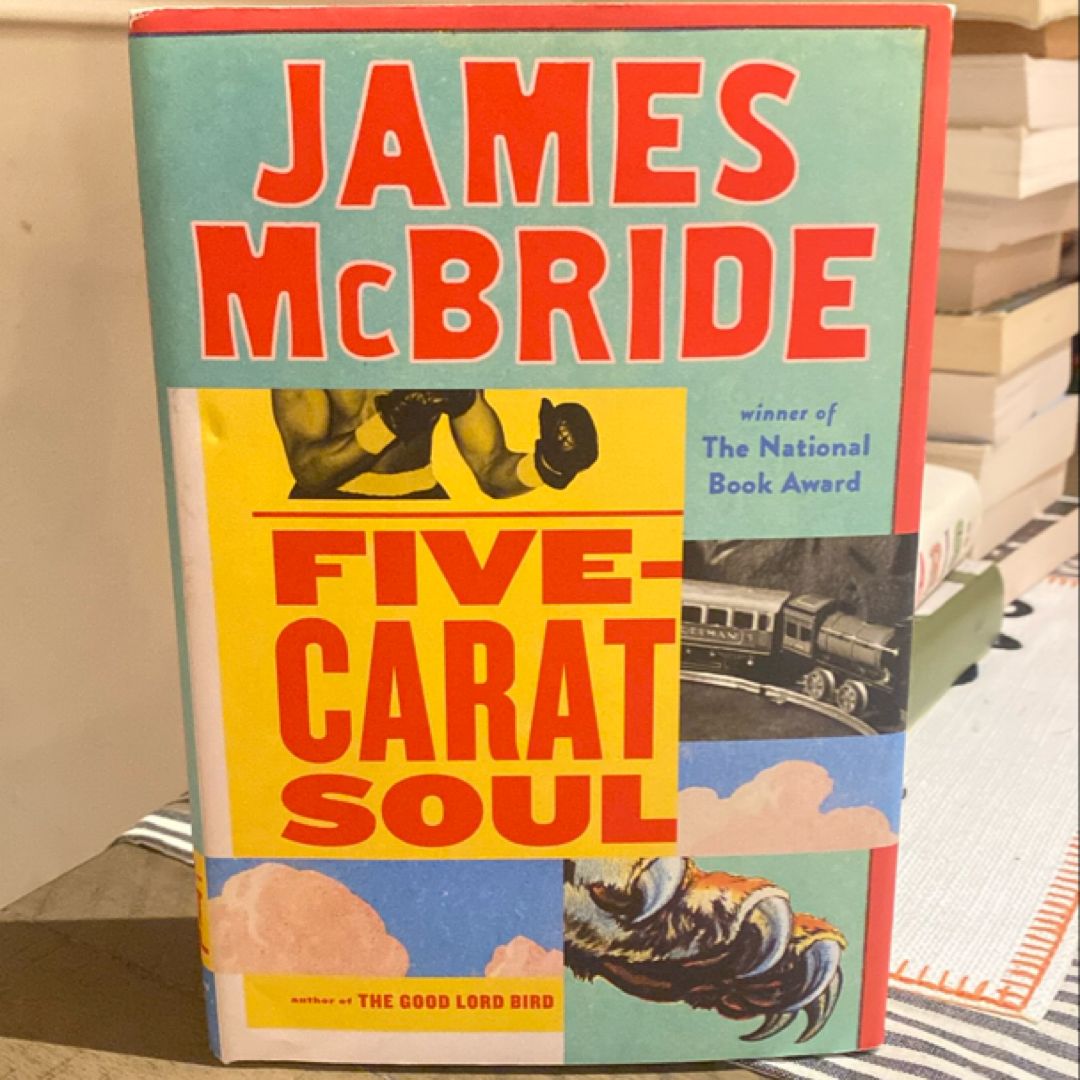 JAMES
McBRIDE
winner of
The National
Book Award
FIVE-
CARAT
SOUL
author of THE GOOD LORD BIRD